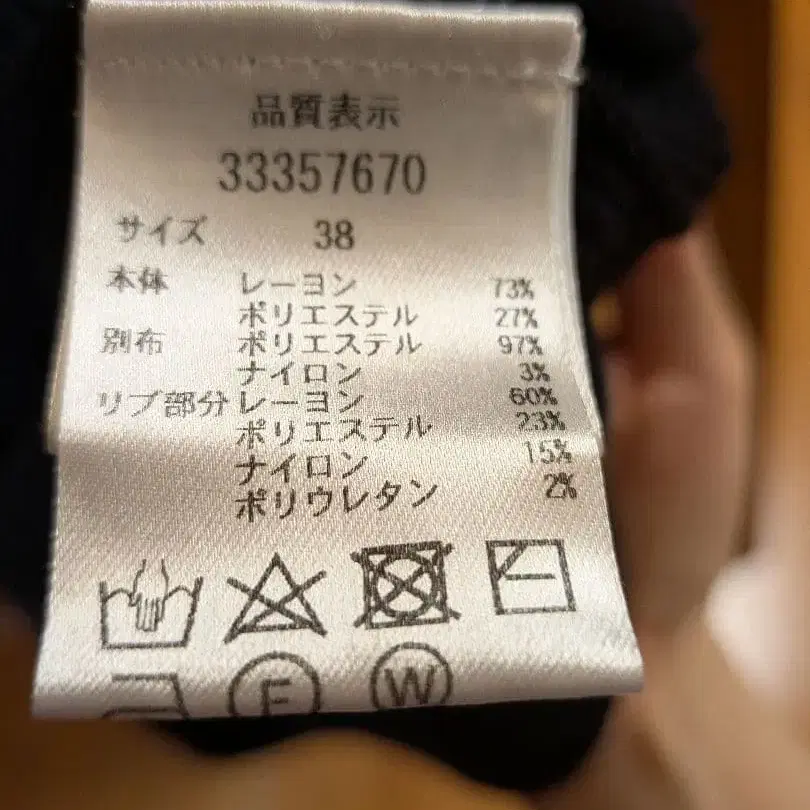 品質表示
33357670
サイズ 38
本体 レーヨン 73%
ポリエステル 27%
別布 ポリエステル 97%
ナイロン 3%
リブ部分 レーヨン 60%
ポリエステル 23%
ナイロン 15%
ポリウレタン 2%
F W